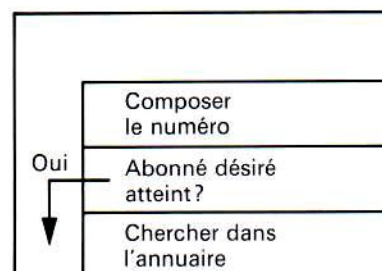 Composer
le numéro
Oui
Abonné désiré
atteint?
Chercher dans
l'annuaire